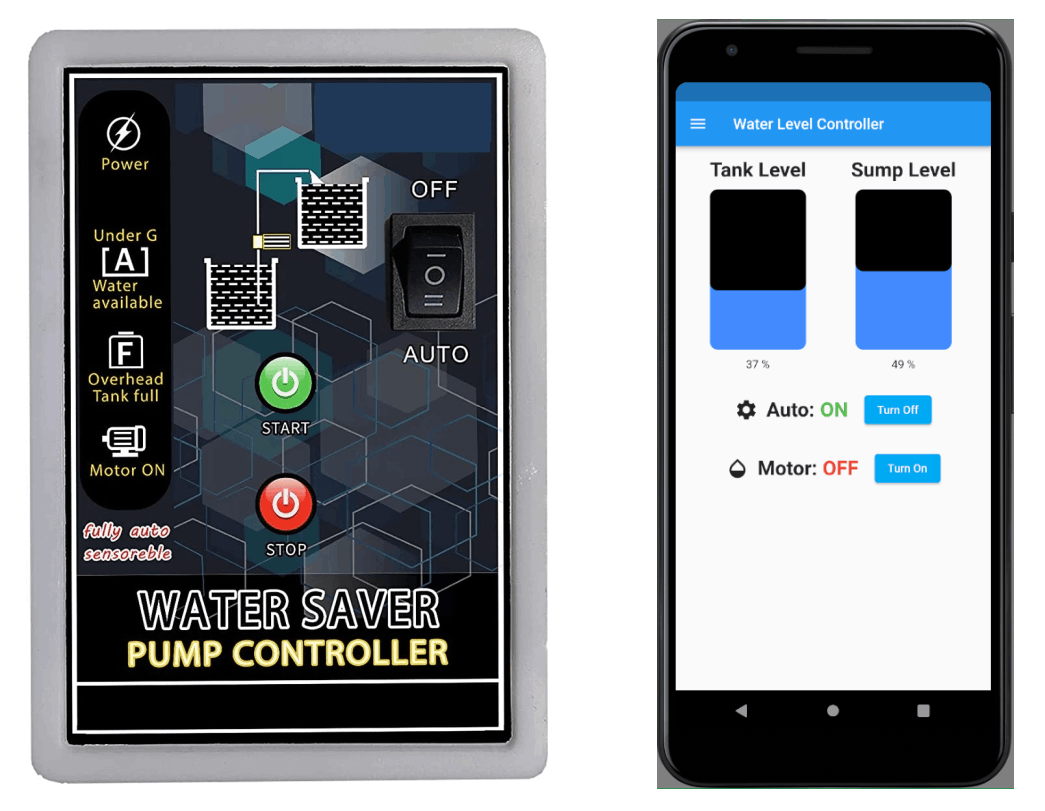 Power
Under G
[A]
Water
available
F
Overhead
Tank full
Motor ON
fully auto
sensoreble
OFF
AUTO
START
STOP
WATER SAVER
PUMP CONTROLLER
Water Level Controller
Tank Level
Sump Level
37 %
49 %
Auto: ON
Turn Off
Motor: OFF
Turn On